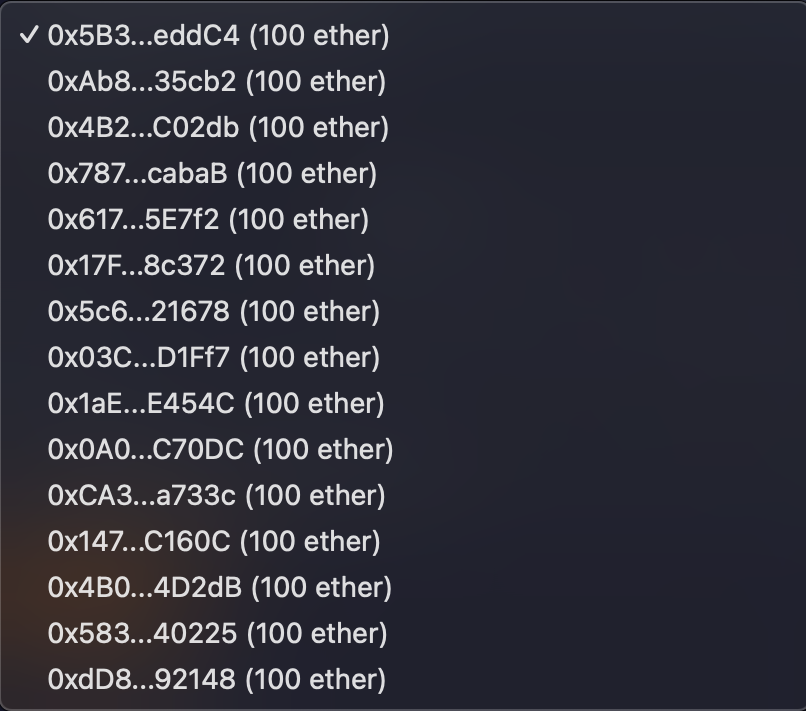 ✓ 0x5B3...eddC4 (100 ether)
0xAb8...35cb2 (100 ether)
0x4B2...C02db (100 ether)
0x787...cabaB (100 ether)
0x617...5E7f2 (100 ether)
0x17F...8c372 (100 ether)
0x5c6...21678 (100 ether)
0x03C...D1Ff7 (100 ether)
0x1aE...E454C (100 ether)
0x0A0...C70DC (100 ether)
0xCA3...a733c (100 ether)
0x147...C160C (100 ether)
0x4B0...4D2dB (100 ether)
0x583...40225 (100 ether)
0xdD8...92148 (100 ether)